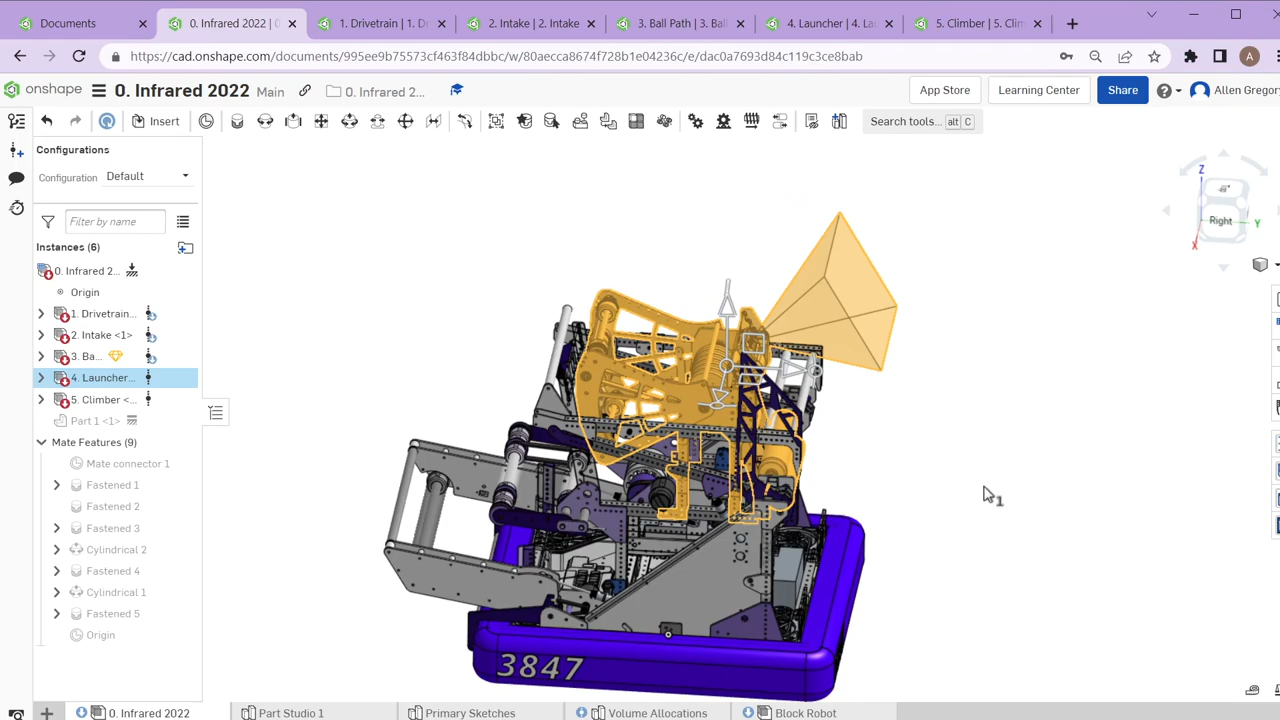 Documents
0. Infrared 2022 |
1. Drivetrain | 1. Dr
2. Intake | 2. Intake
3. Ball Path | 3. Bal
4. Launcher | 4. Lau
5. Climber | 5. Clim
https://cad.onshape.com/documents/995ee9b75573cf463f84dbbc/w/80aecca8674f728b1e04236c/e/dac0a7693d84c119c3ce8bab
A
onshape
0. Infrared 2022 Main
0. Infrared 2...
App Store
Learning Center
Share
Allen Gregory
Insert
Search tools... alt C
Configurations
Configuration Default
Filter by name
Instances (6)
0. Infrared 2...
Origin
1. Drivetrain...
2. Intake <1>
3. Ba...
4. Launcher...
5. Climber <...
Part 1 <1>
Mate Features (9)
Mate connector 1
Fastened 1
Fastened 2
Fastened 3
Cylindrical 2
Fastened 4
Cylindrical 1
Fastened 5
Origin
Z
Right
Y
X
1
3847
0. Infrared 2022
Part Studio 1
Primary Sketches
Volume Allocations
Block Robot